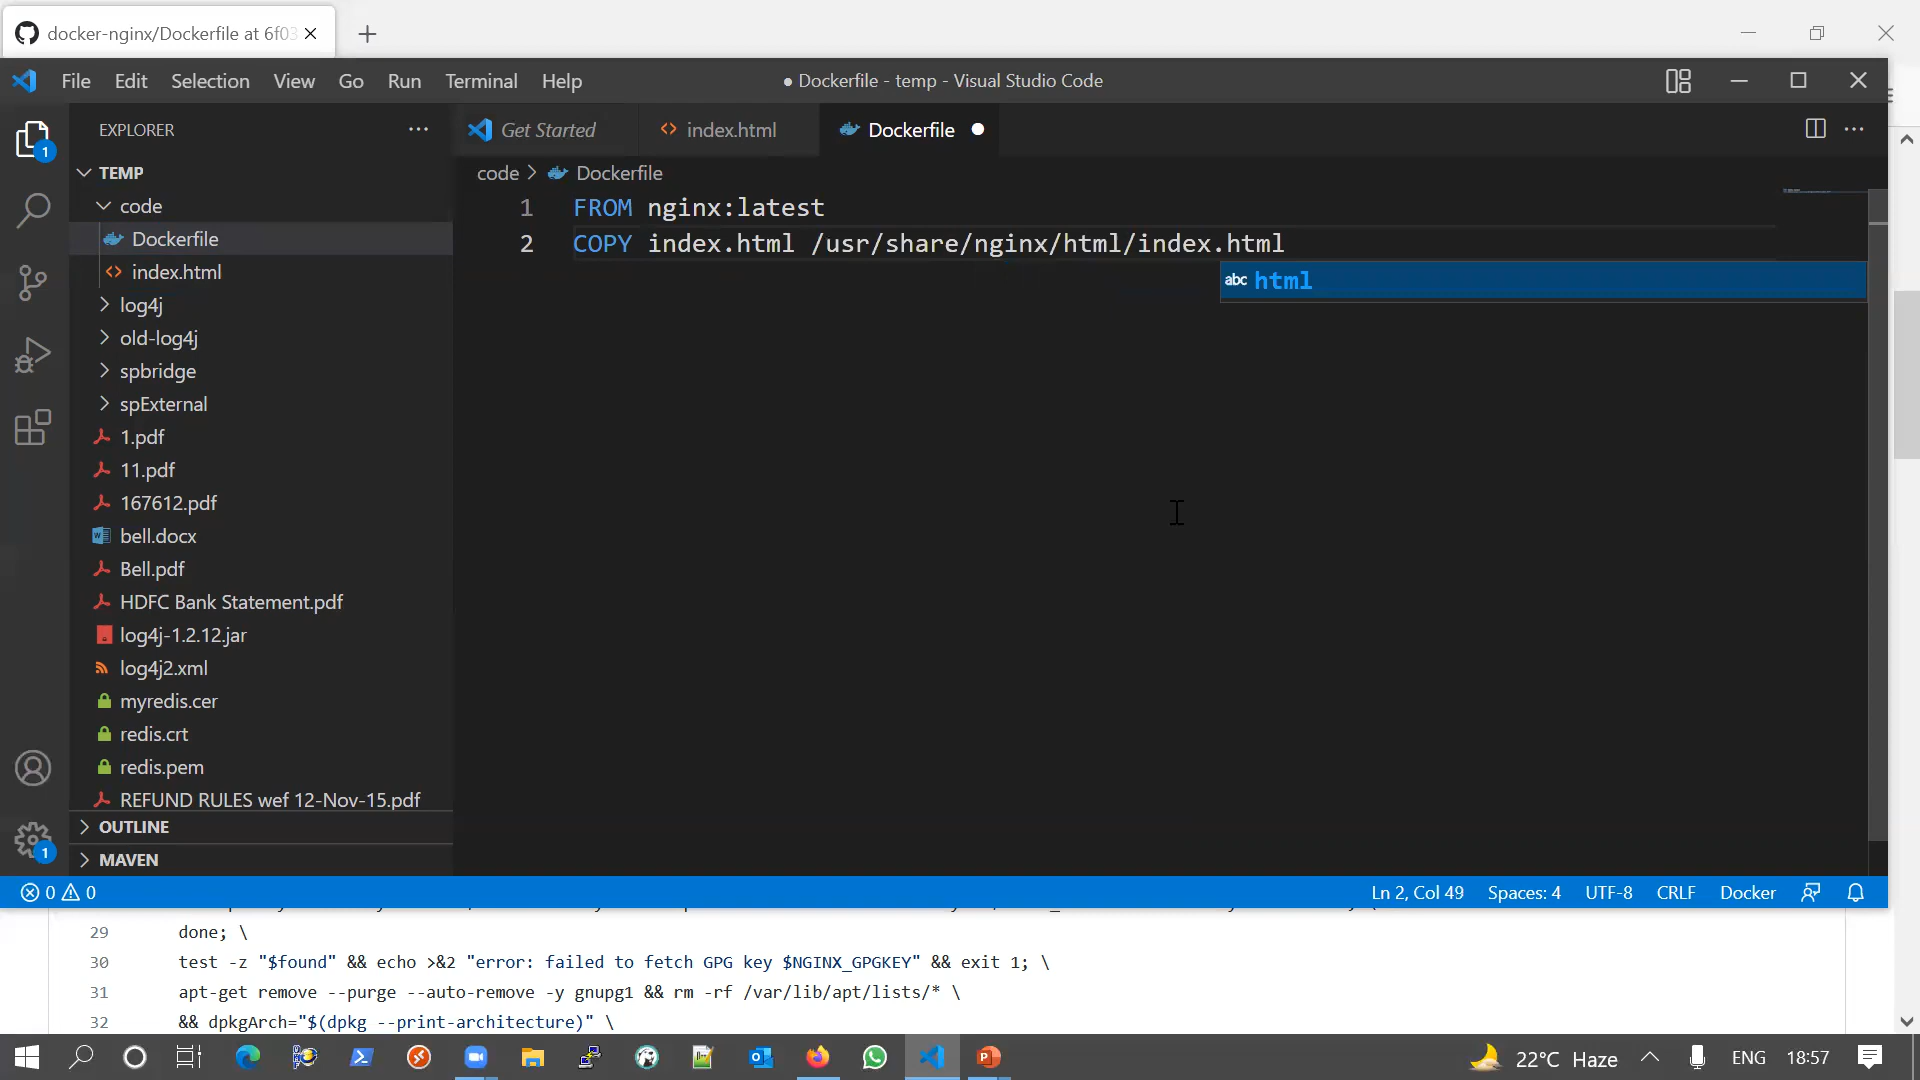 docker-nginx/Dockerfile at 6f03
File Edit Selection View Go Run Terminal Help
● Dockerfile - temp - Visual Studio Code
EXPLORER
Get Started
index.html
Dockerfile
TEMP
code > Dockerfile
code
Dockerfile
index.html
log4j
old-log4j
spbridge
spExternal
1.pdf
11.pdf
167612.pdf
bell.docx
Bell.pdf
HDFC Bank Statement.pdf
log4j-1.2.12.jar
log4j2.xml
myredis.cer
redis.crt
redis.pem
REFUND RULES wef 12-Nov-15.pdf
OUTLINE
MAVEN
1 FROM nginx:latest
2 COPY index.html /usr/share/nginx/html/index.html
abc html
1
1
0 0
Ln 2, Col 49 Spaces: 4 UTF-8 CRLF Docker
29 done; \
30 test -z "$found" && echo >&2 "error: failed to fetch GPG key $NGINX_GPGKEY" && exit 1; \
31 apt-get remove --purge --auto-remove -y gnupg1 && rm -rf /var/lib/apt/lists/* \
32 && dpkgArch="$(dpkg --print-architecture)" \
22°C Haze ENG 18:57